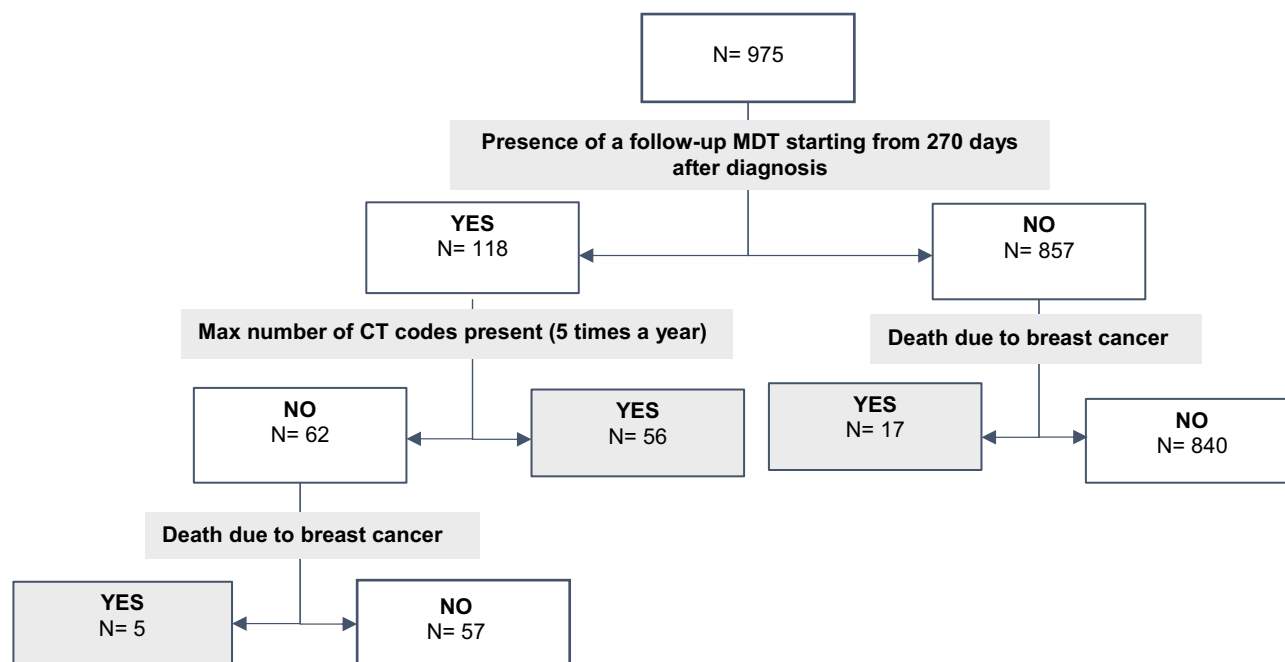 N= 975
Presence of a follow-up MDT starting from 270 days
after diagnosis
YES
N= 118
NO
N= 857
Max number of CT codes present (5 times a year)
Death due to breast cancer
NO
N= 62
YES
N= 56
YES
N= 17
NO
N= 840
Death due to breast cancer
YES
N= 5
NO
N= 57